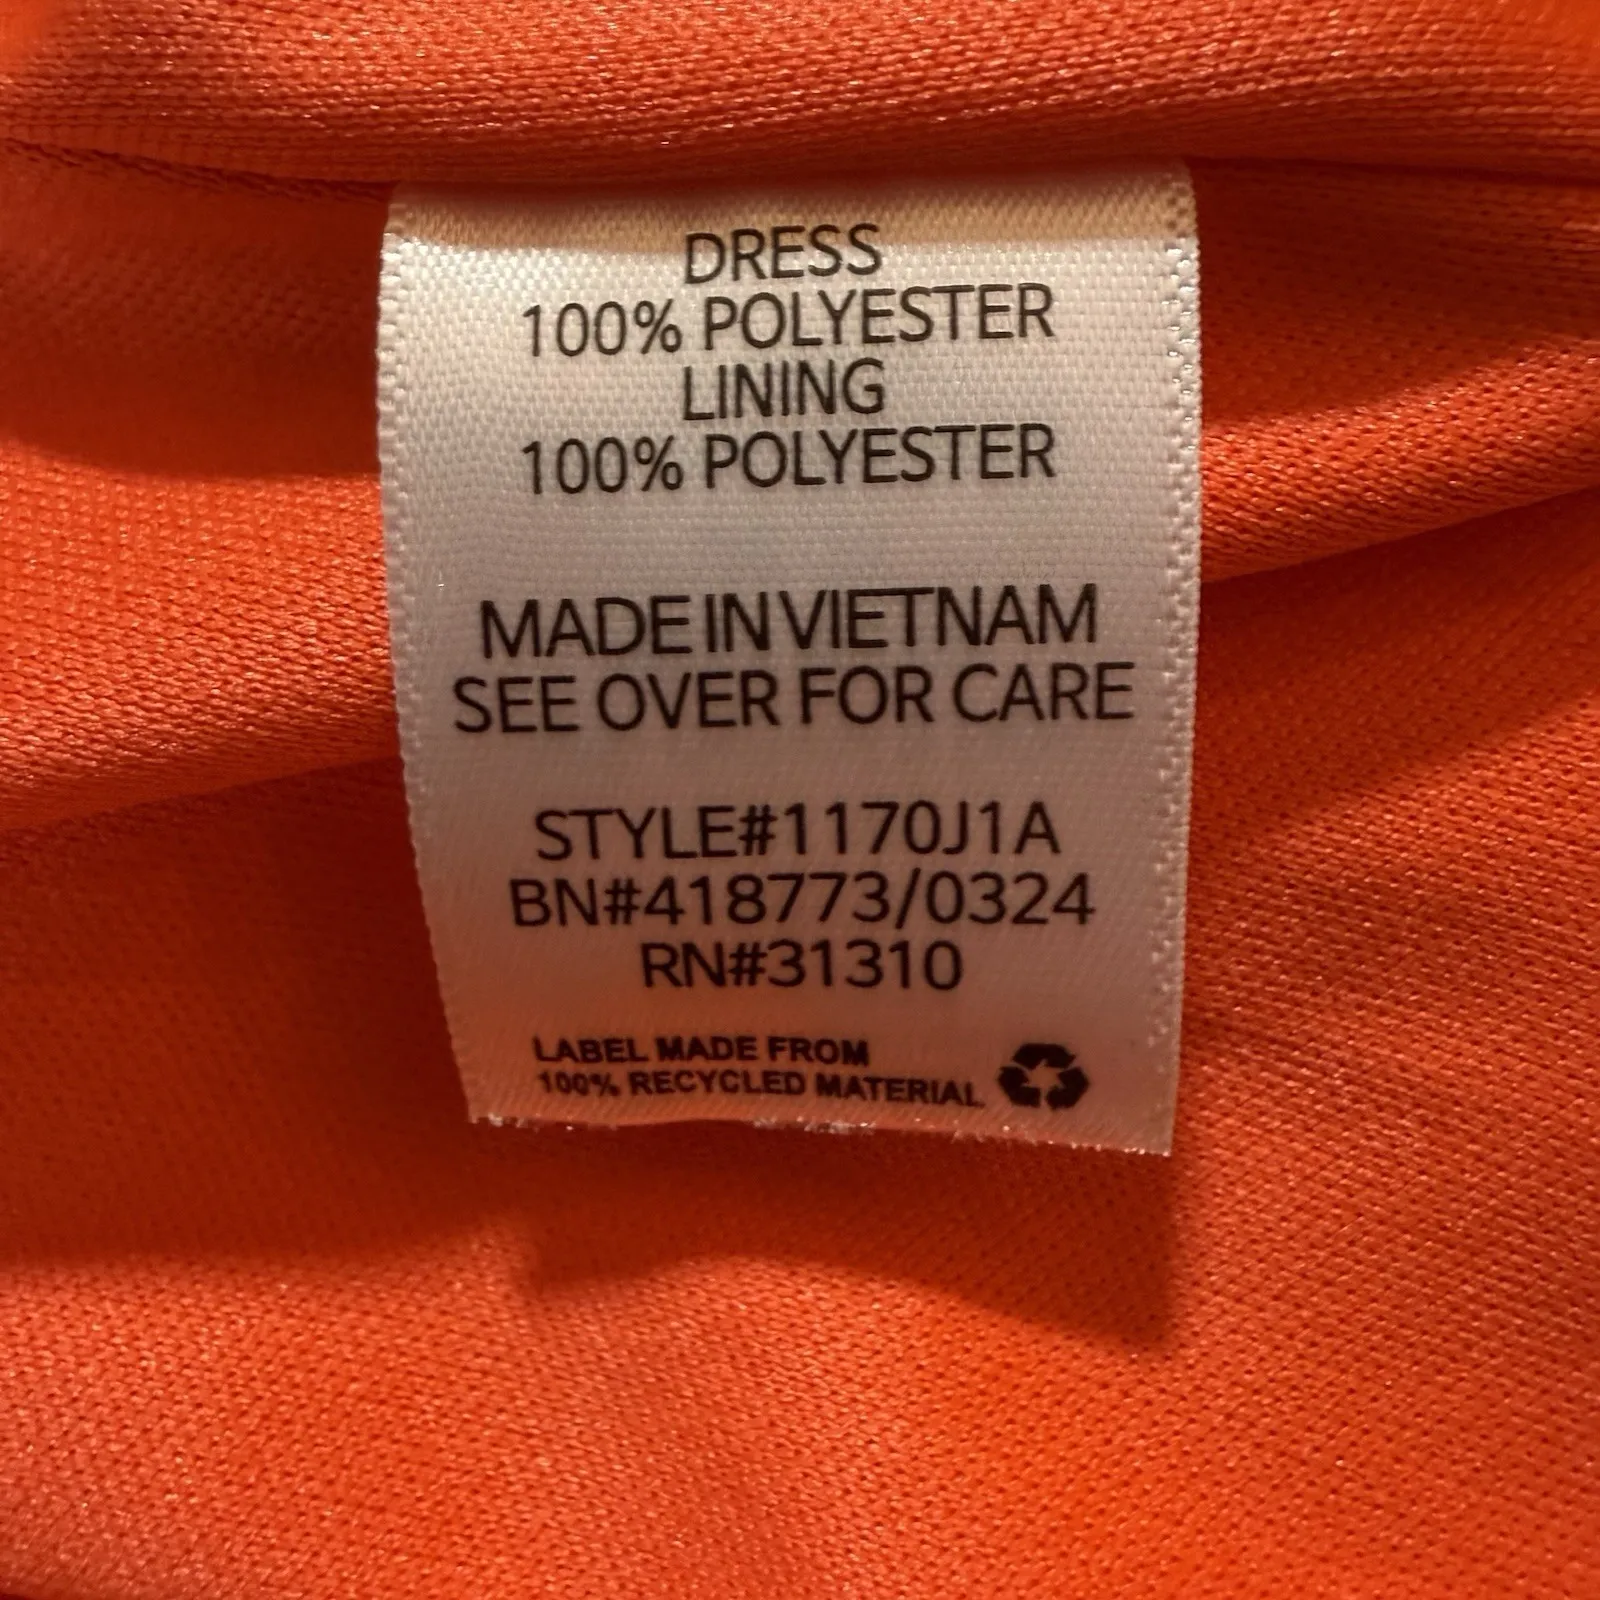 DRESS
100% POLYESTER
LINING
100% POLYESTER
MADE IN VIETNAM
SEE OVER FOR CARE
STYLE#1170J1A
BN#418773/0324
RN#31310
LABEL MADE FROM
100% RECYCLED MATERIAL